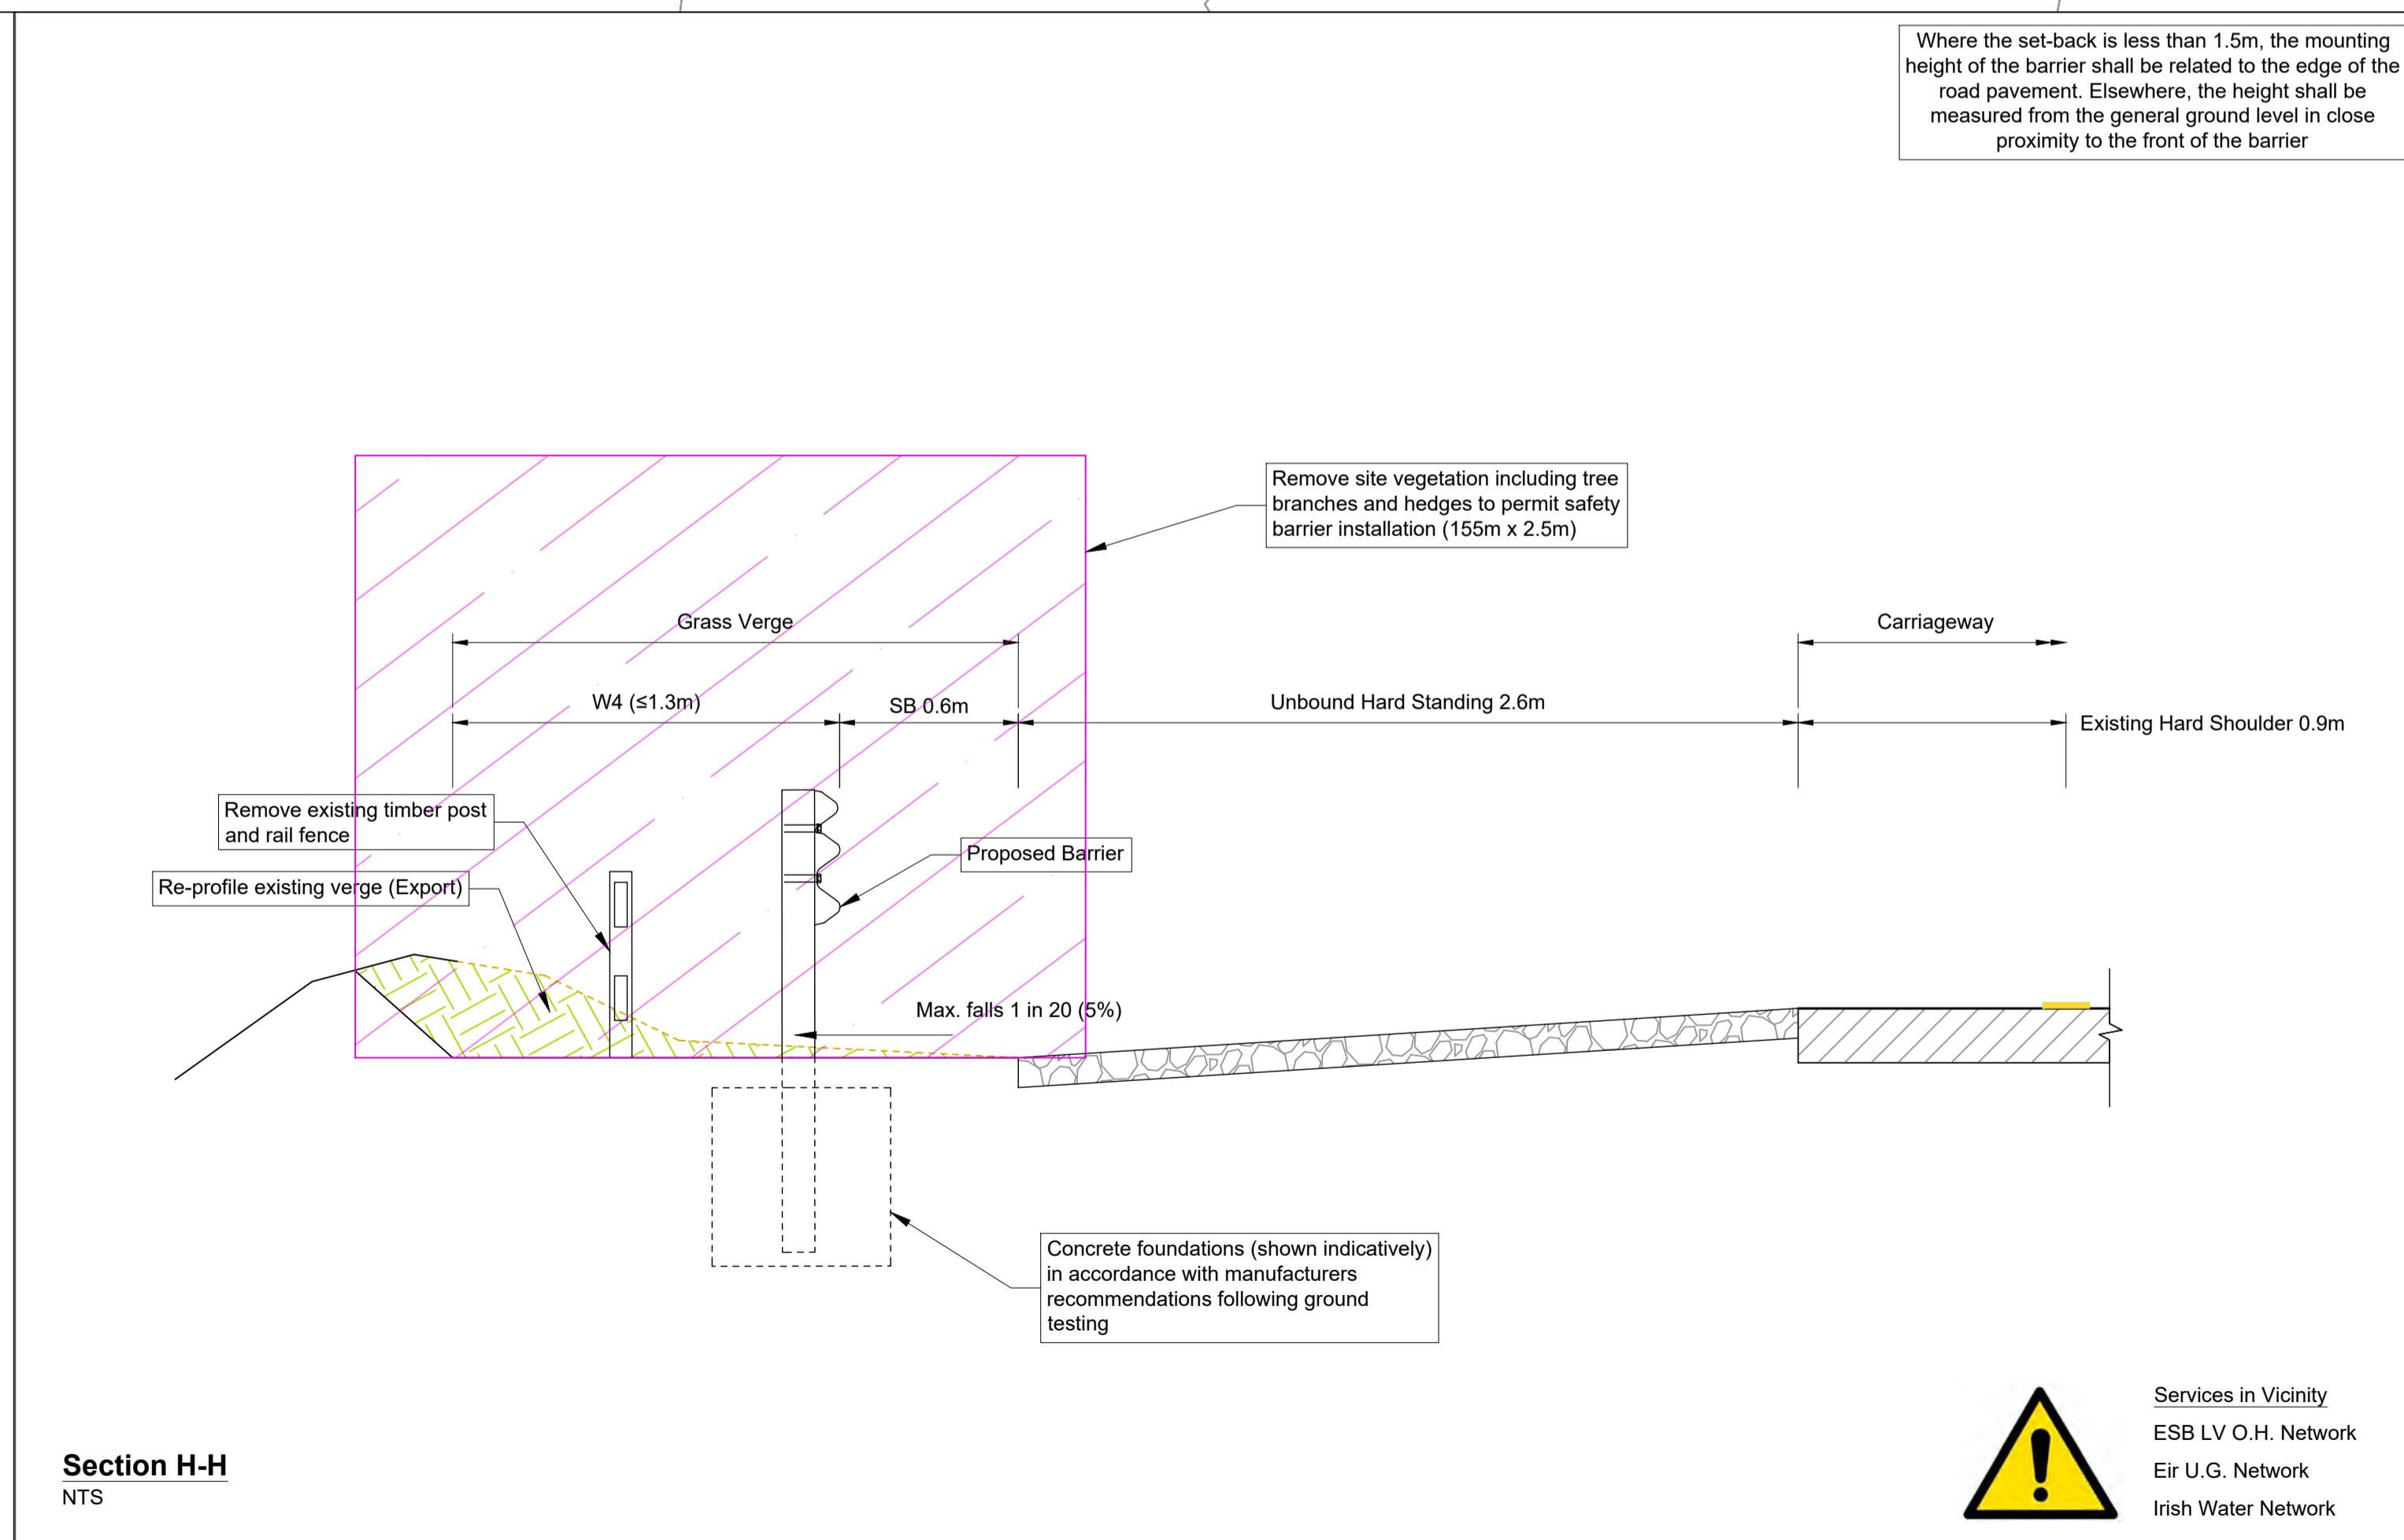 Where the set-back is less than 1.5m, the mounting
height of the barrier shall be related to the edge of the
road pavement. Elsewhere, the height shall be
measured from the general ground level in close
proximity to the front of the barrier
Remove site vegetation including tree
branches and hedges to permit safety
barrier installation (155m x 2.5m)
Grass Verge
Carriageway
W4 (≤1.3m)
SB 0.6m
Unbound Hard Standing 2.6m
Existing Hard Shoulder 0.9m
Remove existing timber post
and rail fence
Proposed Barrier
Re-profile existing verge (Export)
Max. falls 1 in 20 (5%)
Concrete foundations (shown indicatively)
in accordance with manufacturers
recommendations following ground
testing
Section H-H
NTS
Services in Vicinity
ESB LV O.H. Network
Eir U.G. Network
Irish Water Network